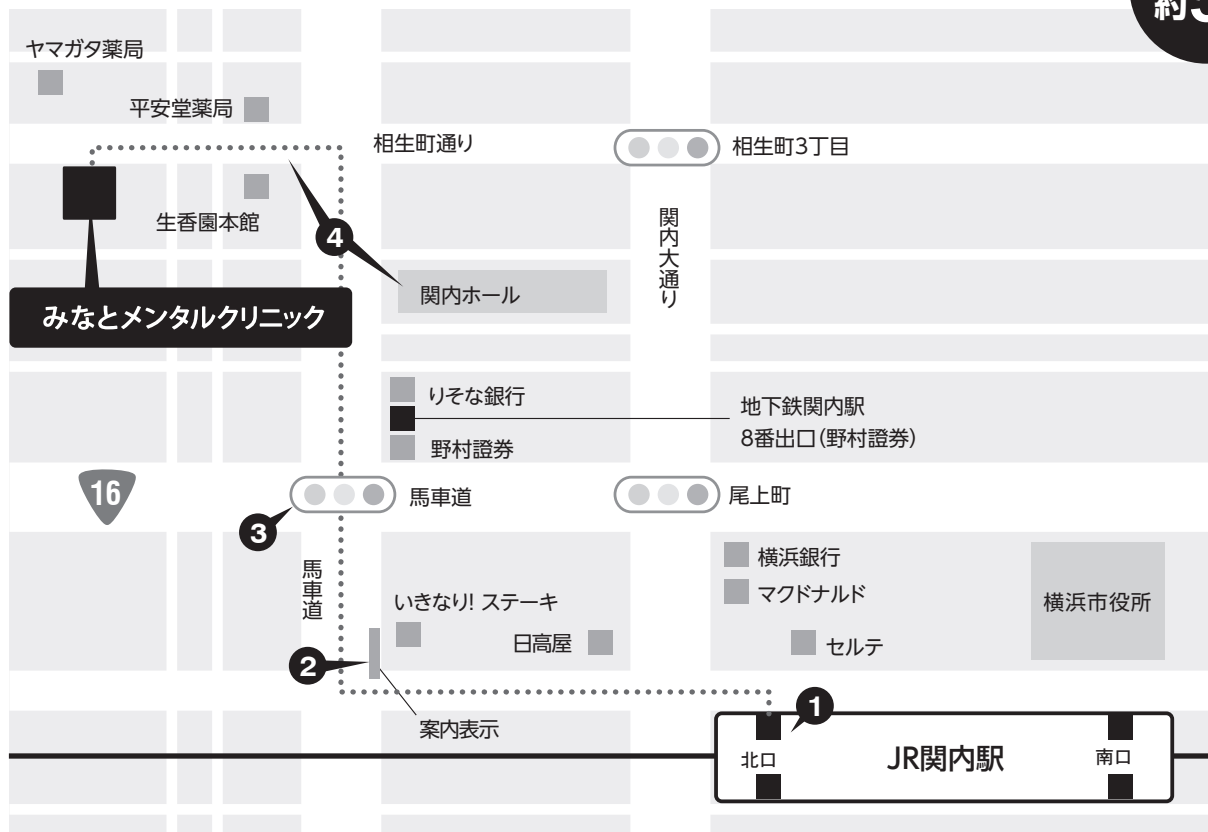 約5
ヤマガタ薬局
平安堂薬局
相生町通り
相生町3丁目
生香園本館
4
関内大通り
関内ホール
みなとメンタルクリニック
りそな銀行
地下鉄関内駅
8番出口(野村證券)
野村證券
16
馬車道
尾上町
3
馬車道
横浜銀行
マクドナルド
いきなり! ステーキ
横浜市役所
日高屋
セルテ
2
1
案内表示
北口
JR関内駅
南口